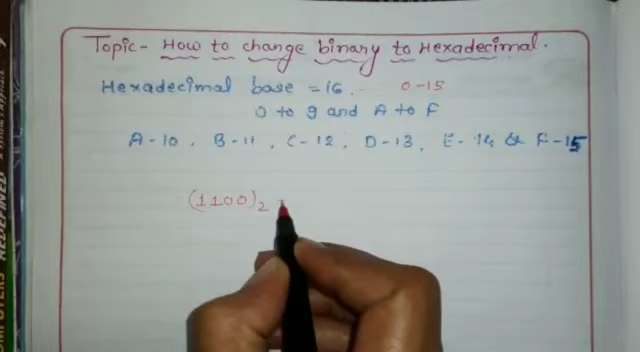 Topic- How to change binary to Hexadecimal.
Hexadecimal base = 16. 0-15
0 to 9 and A to F
A-10, B-11, C-12, D-13, E-14 & F-15
(1100)₂
REDEFINED